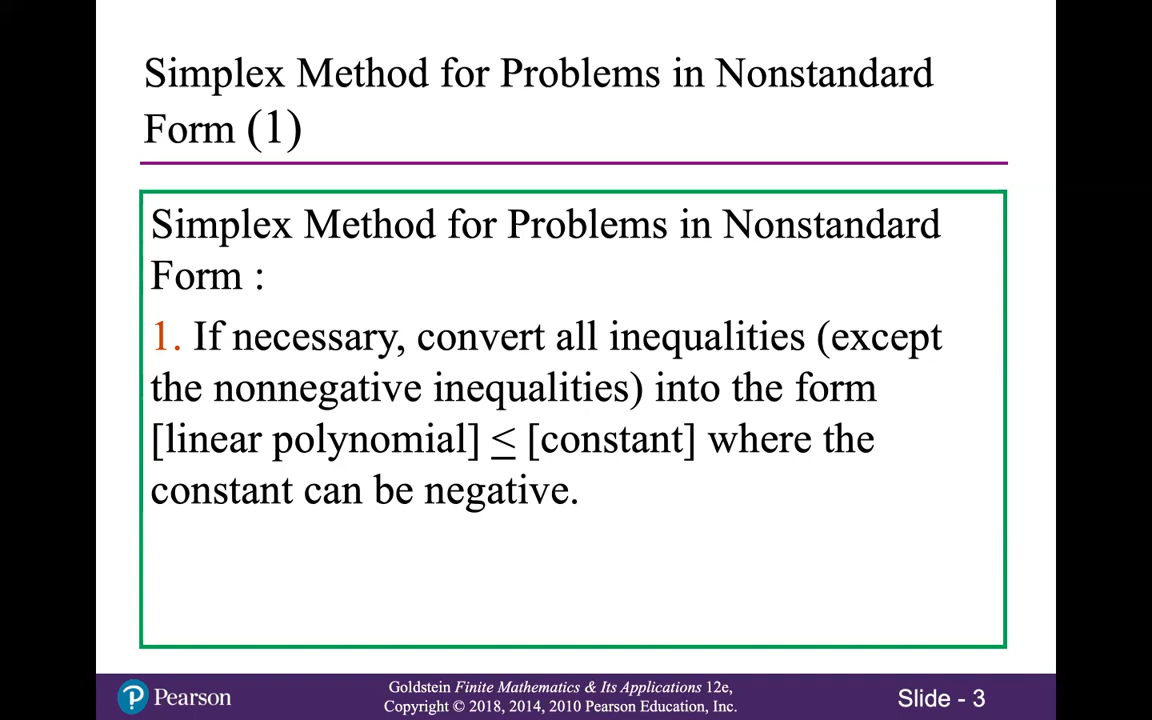 Simplex Method for Problems in Nonstandard
Form (1)
Simplex Method for Problems in Nonstandard
Form :
1. If necessary, convert all inequalities (except
the nonnegative inequalities) into the form
[linear polynomial] ≤ [constant] where the
constant can be negative.
Pearson
Goldstein Finite Mathematics & Its Applications 12e,
Copyright © 2018, 2014, 2010 Pearson Education, Inc.
Slide - 3